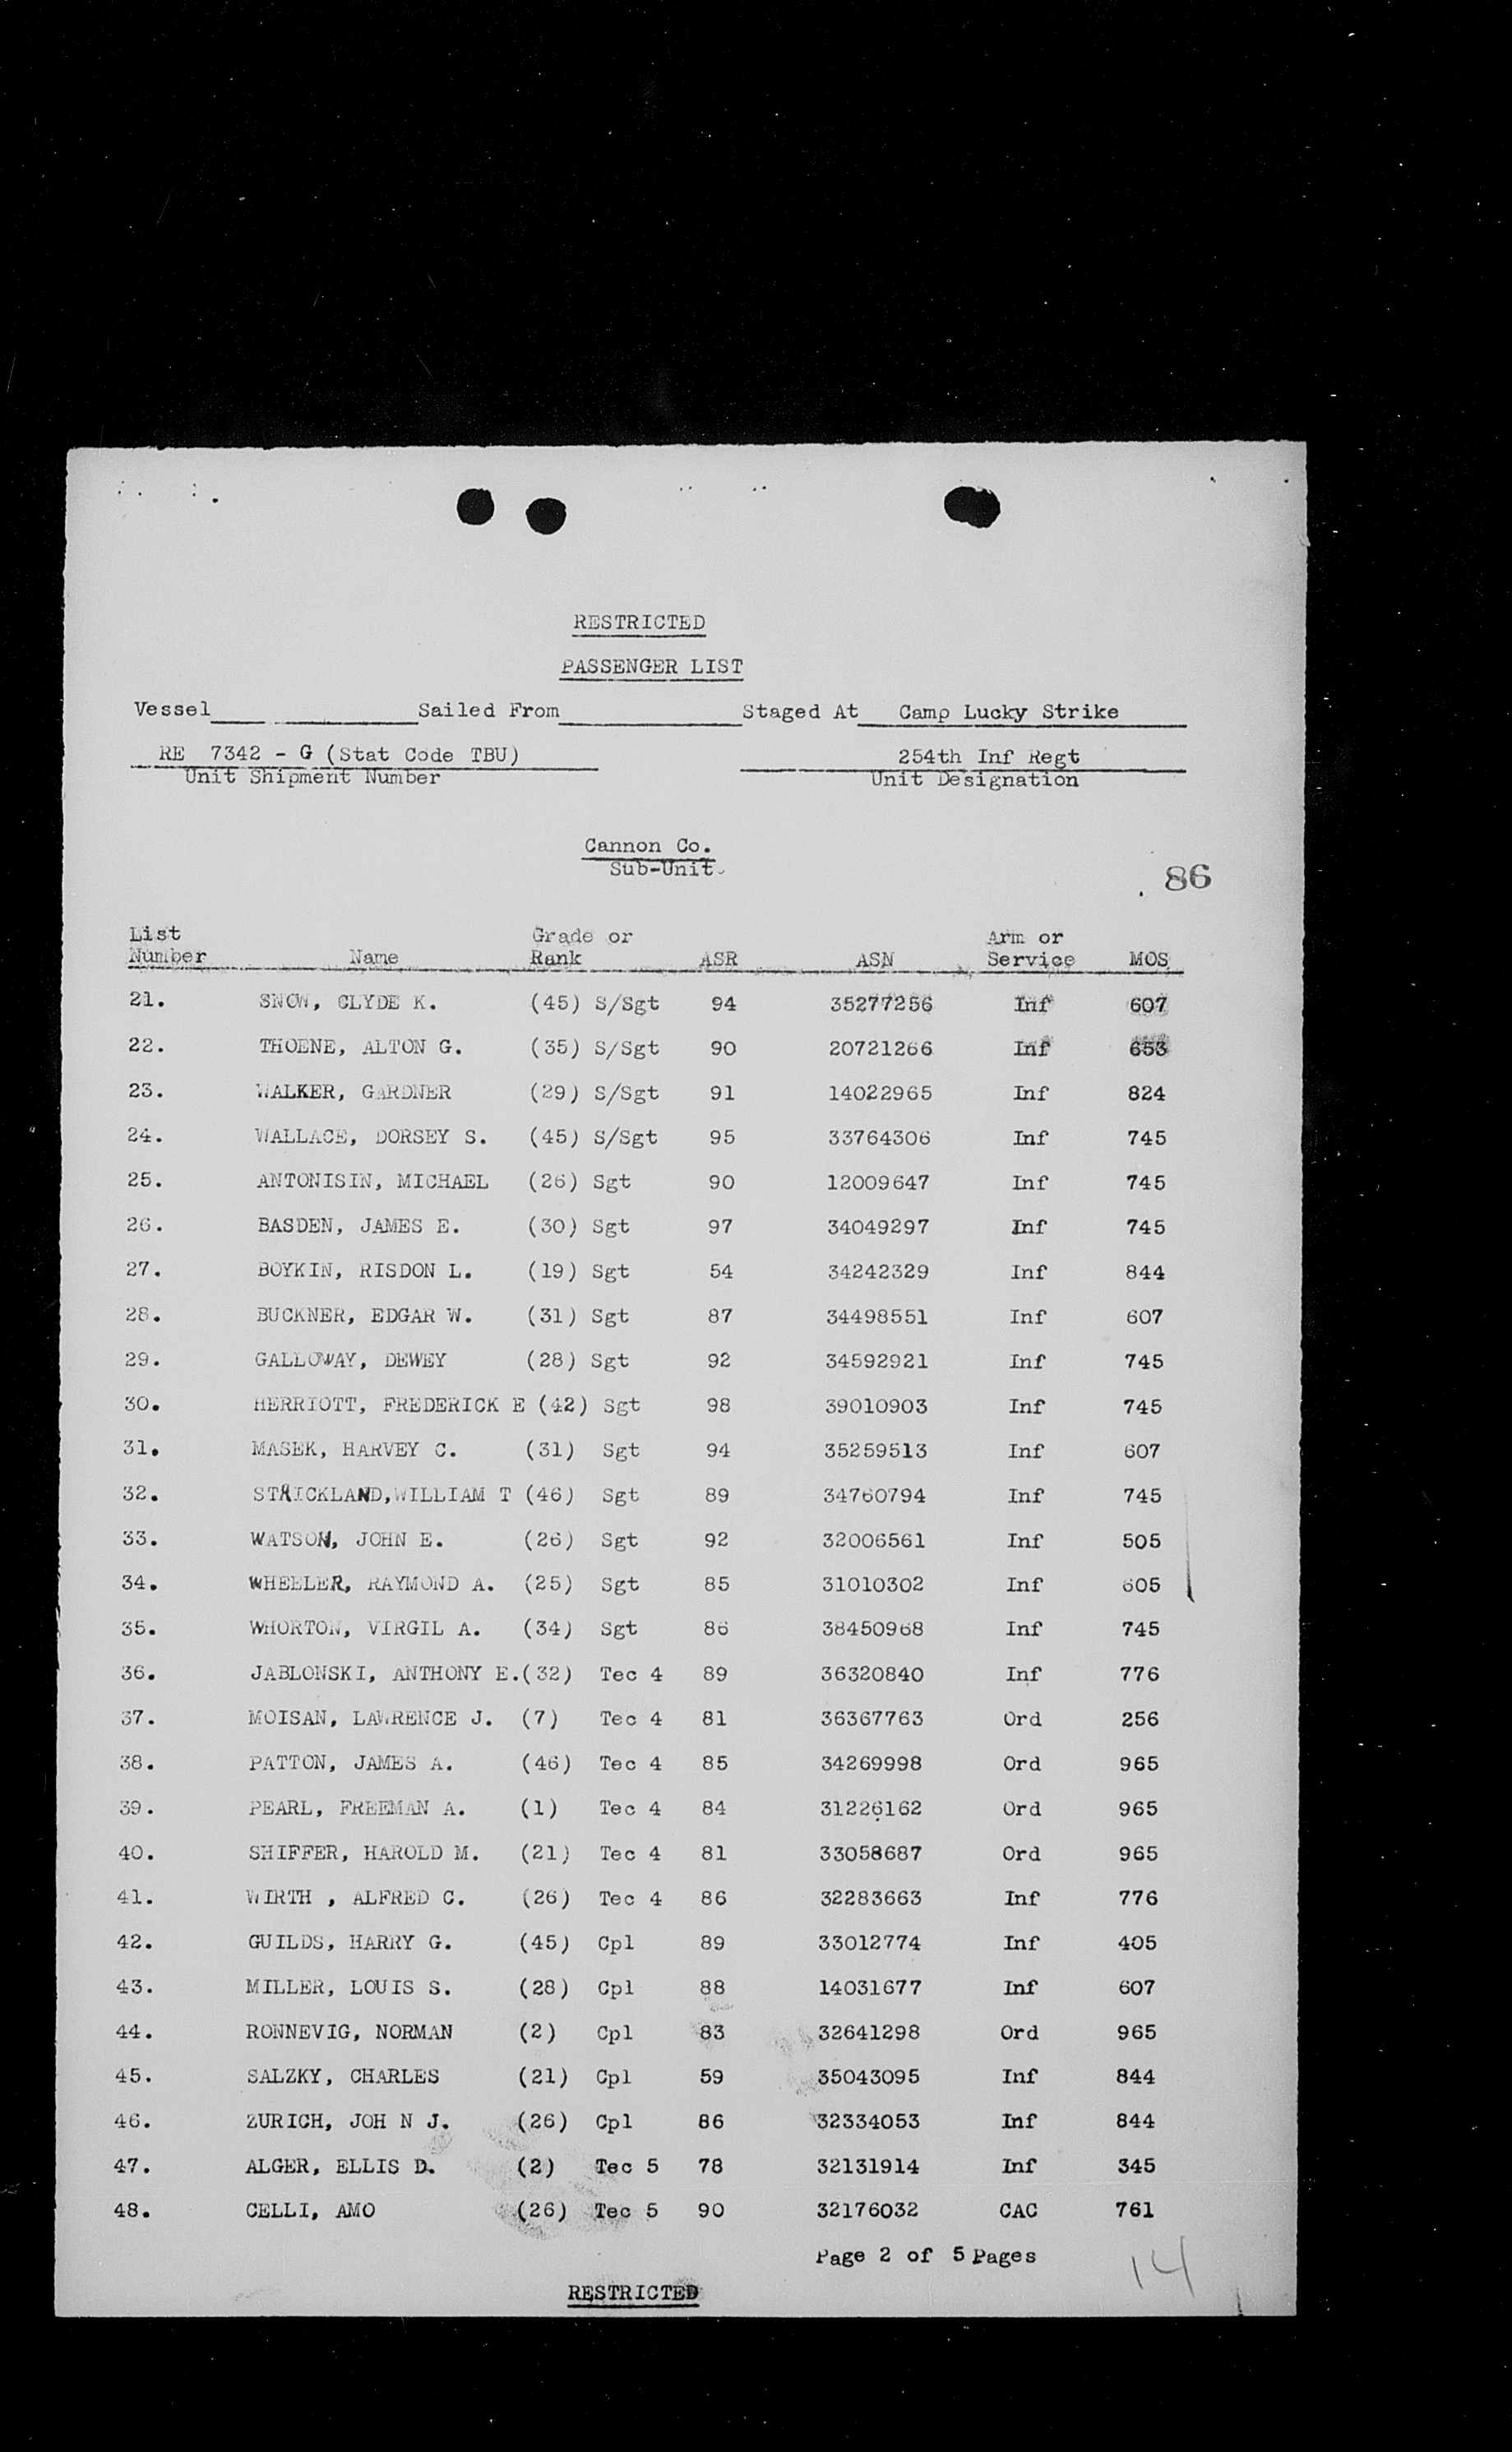 RESTRICTED
PASSENGER LIST
Vessel Sailed From Staged At Camp Lucky Strike
RE 7342 - G (Stat Code TBU) 254th Inf Regt
Unit Shipment Number Unit Designation
Cannon Co.
Sub-Unit
86
List Grade or Arm or
Number Name Rank ASR ASN Service MOS
21. SNOW, CLYDE K. (45) S/Sgt 94 35277256 Inf 607
22. THOENE, ALTON G. (35) S/Sgt 90 20721266 Inf 653
23. WALKER, GARDNER (29) S/Sgt 91 14022965 Inf 824
24. WALLACE, DORSEY S. (45) S/Sgt 95 33764306 Inf 745
25. ANTONISIN, MICHAEL (26) Sgt 90 12009647 Inf 745
26. BASDEN, JAMES E. (30) Sgt 97 34049297 Inf 745
27. BOYKIN, RISDON L. (19) Sgt 54 34242329 Inf 844
28. BUCKNER, EDGAR W. (31) Sgt 87 34498551 Inf 607
29. GALLOWAY, DEWEY (28) Sgt 92 34592921 Inf 745
30. HERRIOTT, FREDERICK E (42) Sgt 98 39010903 Inf 745
31. MASEK, HARVEY C. (31) Sgt 94 35259513 Inf 607
32. STRICKLAND,WILLIAM T (46) Sgt 89 34760794 Inf 745
33. WATSON, JOHN E. (26) Sgt 92 32006561 Inf 505
34. WHEELER, RAYMOND A. (25) Sgt 85 31010302 Inf 605
35. WHORTON, VIRGIL A. (34) Sgt 86 38450968 Inf 745
36. JABLONSKI, ANTHONY E.(32) Tec 4 89 36320840 Inf 776
37. MOISAN, LAWRENCE J. (7) Tec 4 81 36367763 Ord 256
38. PATTON, JAMES A. (46) Tec 4 85 34269998 Ord 965
39. PEARL, FREEMAN A. (1) Tec 4 84 31226162 Ord 965
40. SHIFFER, HAROLD M. (21) Tec 4 81 33058687 Ord 965
41. WIRTH , ALFRED C. (26) Tec 4 86 32283663 Inf 776
42. GUILDS, HARRY G. (45) Cpl 89 33012774 Inf 405
43. MILLER, LOUIS S. (28) Cpl 88 14031677 Inf 607
44. RONNEVIG, NORMAN (2) Cpl 83 32641298 Ord 965
45. SALZKY, CHARLES (21) Cpl 59 35043095 Inf 844
46. ZURICH, JOH N J. (26) Cpl 86 32334053 Inf 844
47. ALGER, ELLIS D. (2) Tec 5 78 32131914 Inf 345
48. CELLI, AMO (26) Tec 5 90 32176032 CAC 761
Page 2 of 5 Pages
14
RESTRICTED